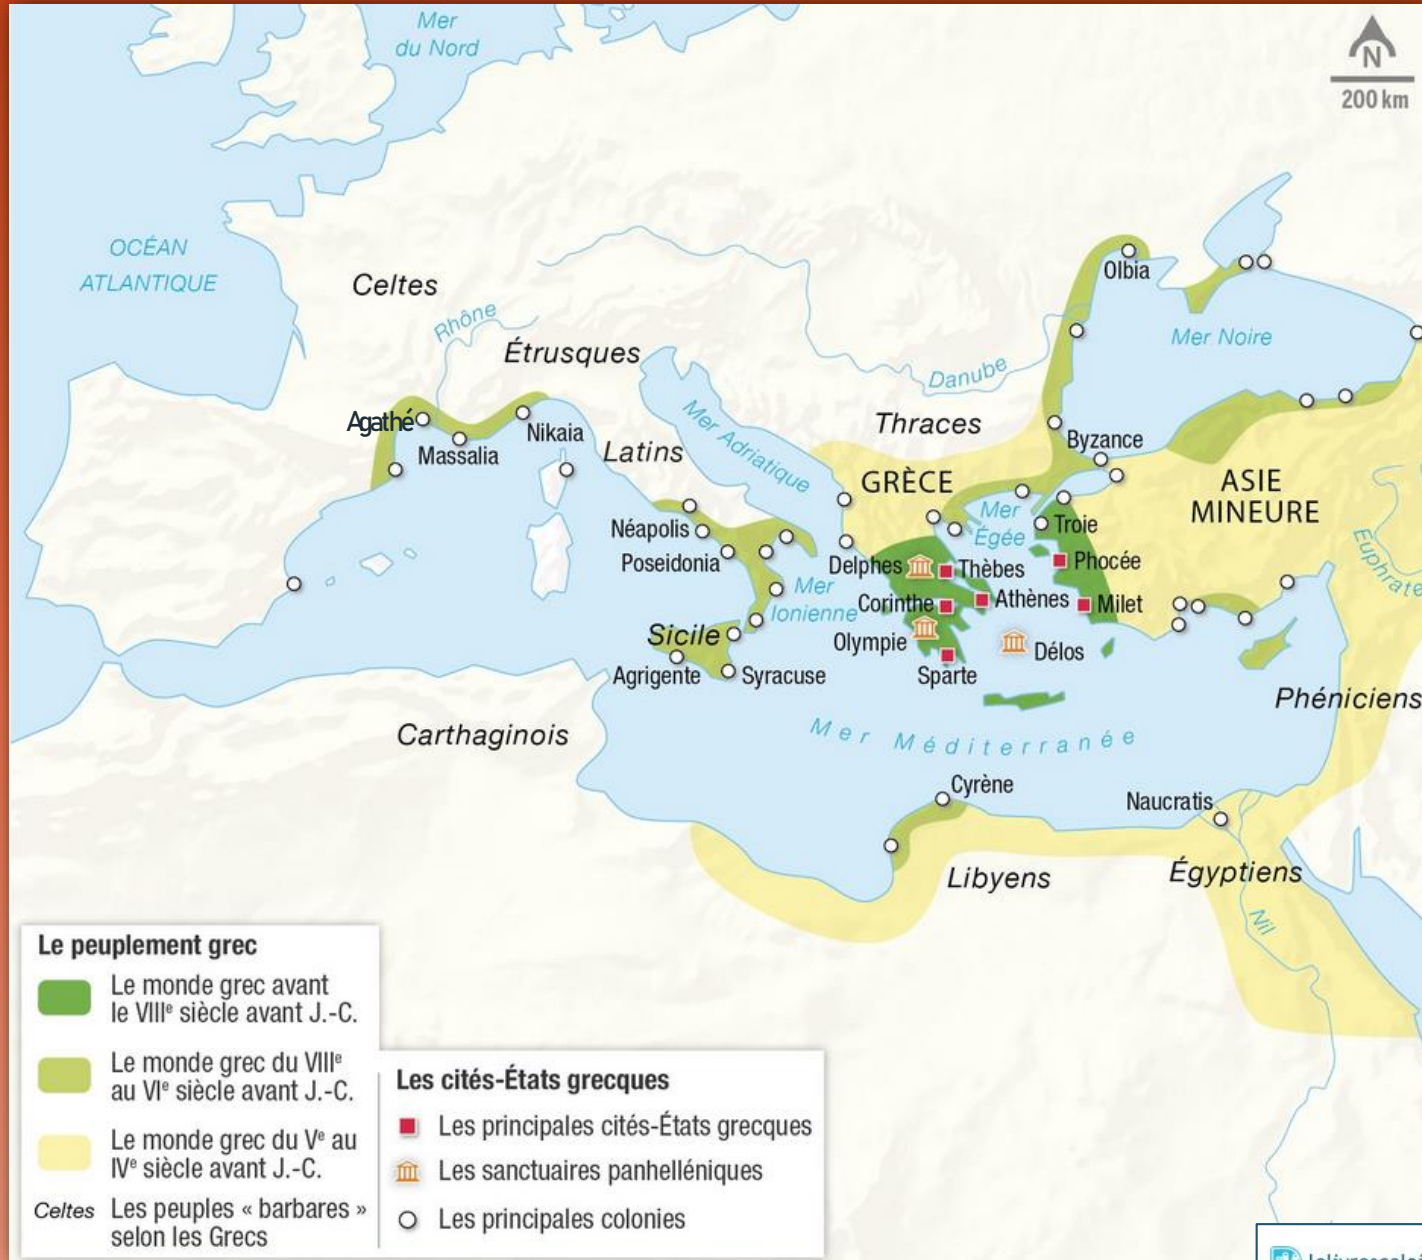 Mer
du Nord
N
200 km
OCÉAN
ATLANTIQUE
Celtes
Rhône
Étrusques
Olbia
Mer Noire
Danube
Agathé
Massalia
Nikaia
Latins
Mer Adriatique
Thraces
Byzance
GRÈCE
ASIE
MINEURE
Néapolis
Poseidonia
Mer
Égée
Troie
Euphrate
Delphes
Thèbes
Phocée
Mer
Ionienne
Corinthe
Athènes
Milet
Sicile
Olympie
Délos
Agrigente
Syracuse
Sparte
Phéniciens
Carthaginois
Mer Méditerranée
Cyrène
Naucratis
Libyens
Égyptiens
Nil
Le peuplement grec
Le monde grec avant
le VIIIe siècle avant J.-C.
Le monde grec du VIIIe
au VIe siècle avant J.-C.
Le monde grec du Ve au
IVe siècle avant J.-C.
Celtes Les peuples « barbares »
selon les Grecs
Les cités-États grecques
Les principales cités-États grecques
Les sanctuaires panhelléniques
Les principales colonies